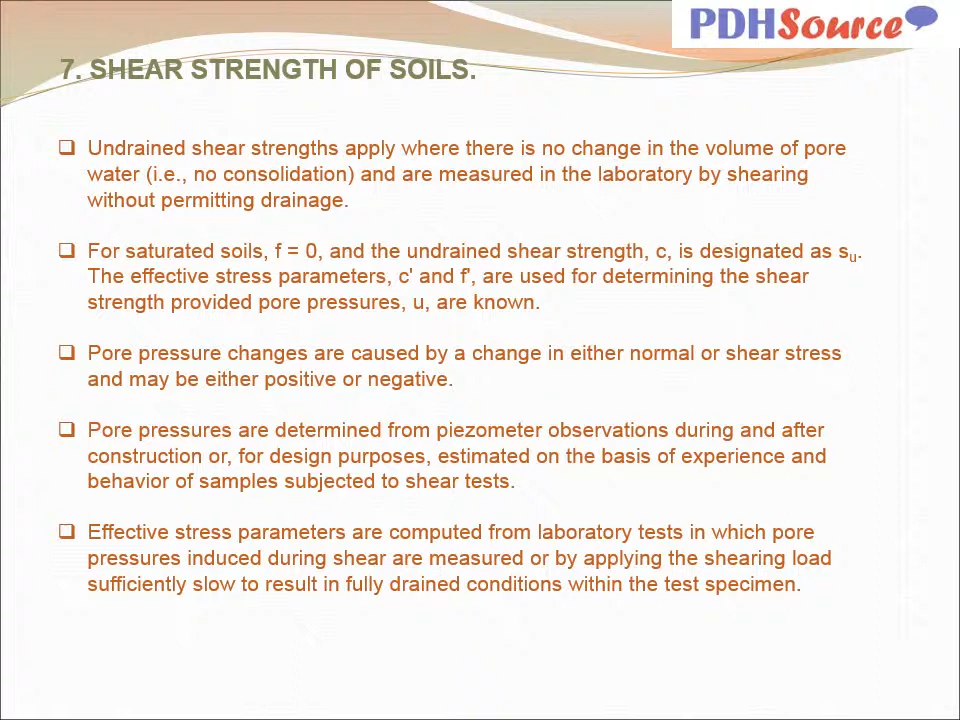 PDHSource
7. SHEAR STRENGTH OF SOILS.
❑ Undrained shear strengths apply where there is no change in the volume of pore
water (i.e., no consolidation) and are measured in the laboratory by shearing
without permitting drainage.
❑ For saturated soils, f = 0, and the undrained shear strength, c, is designated as su.
The effective stress parameters, c' and f', are used for determining the shear
strength provided pore pressures, u, are known.
❑ Pore pressure changes are caused by a change in either normal or shear stress
and may be either positive or negative.
❑ Pore pressures are determined from piezometer observations during and after
construction or, for design purposes, estimated on the basis of experience and
behavior of samples subjected to shear tests.
❑ Effective stress parameters are computed from laboratory tests in which pore
pressures induced during shear are measured or by applying the shearing load
sufficiently slow to result in fully drained conditions within the test specimen.